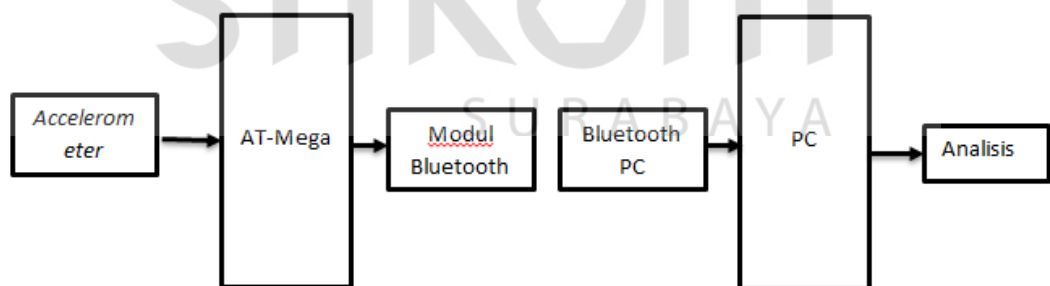 SURABAYA
Accelerom
eter
AT-Mega
Modul
Bluetooth
Bluetooth
PC
PC
Analisis